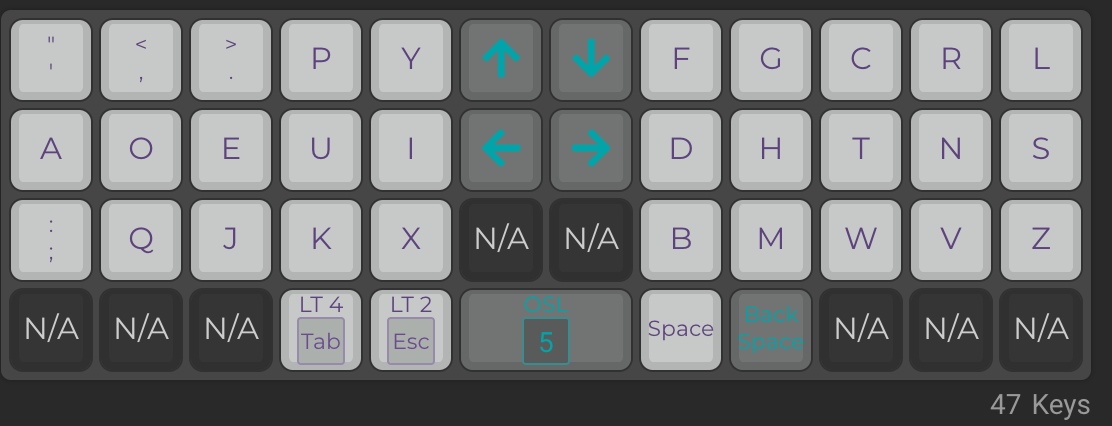 " < > P Y F G C R L
' , .
A O E U I D H T N S
: Q J K X N/A N/A B M W V Z
;
N/A N/A N/A LT 4 LT 2 OSL Space Back N/A N/A N/A
Tab Esc 5 Space
47 Keys